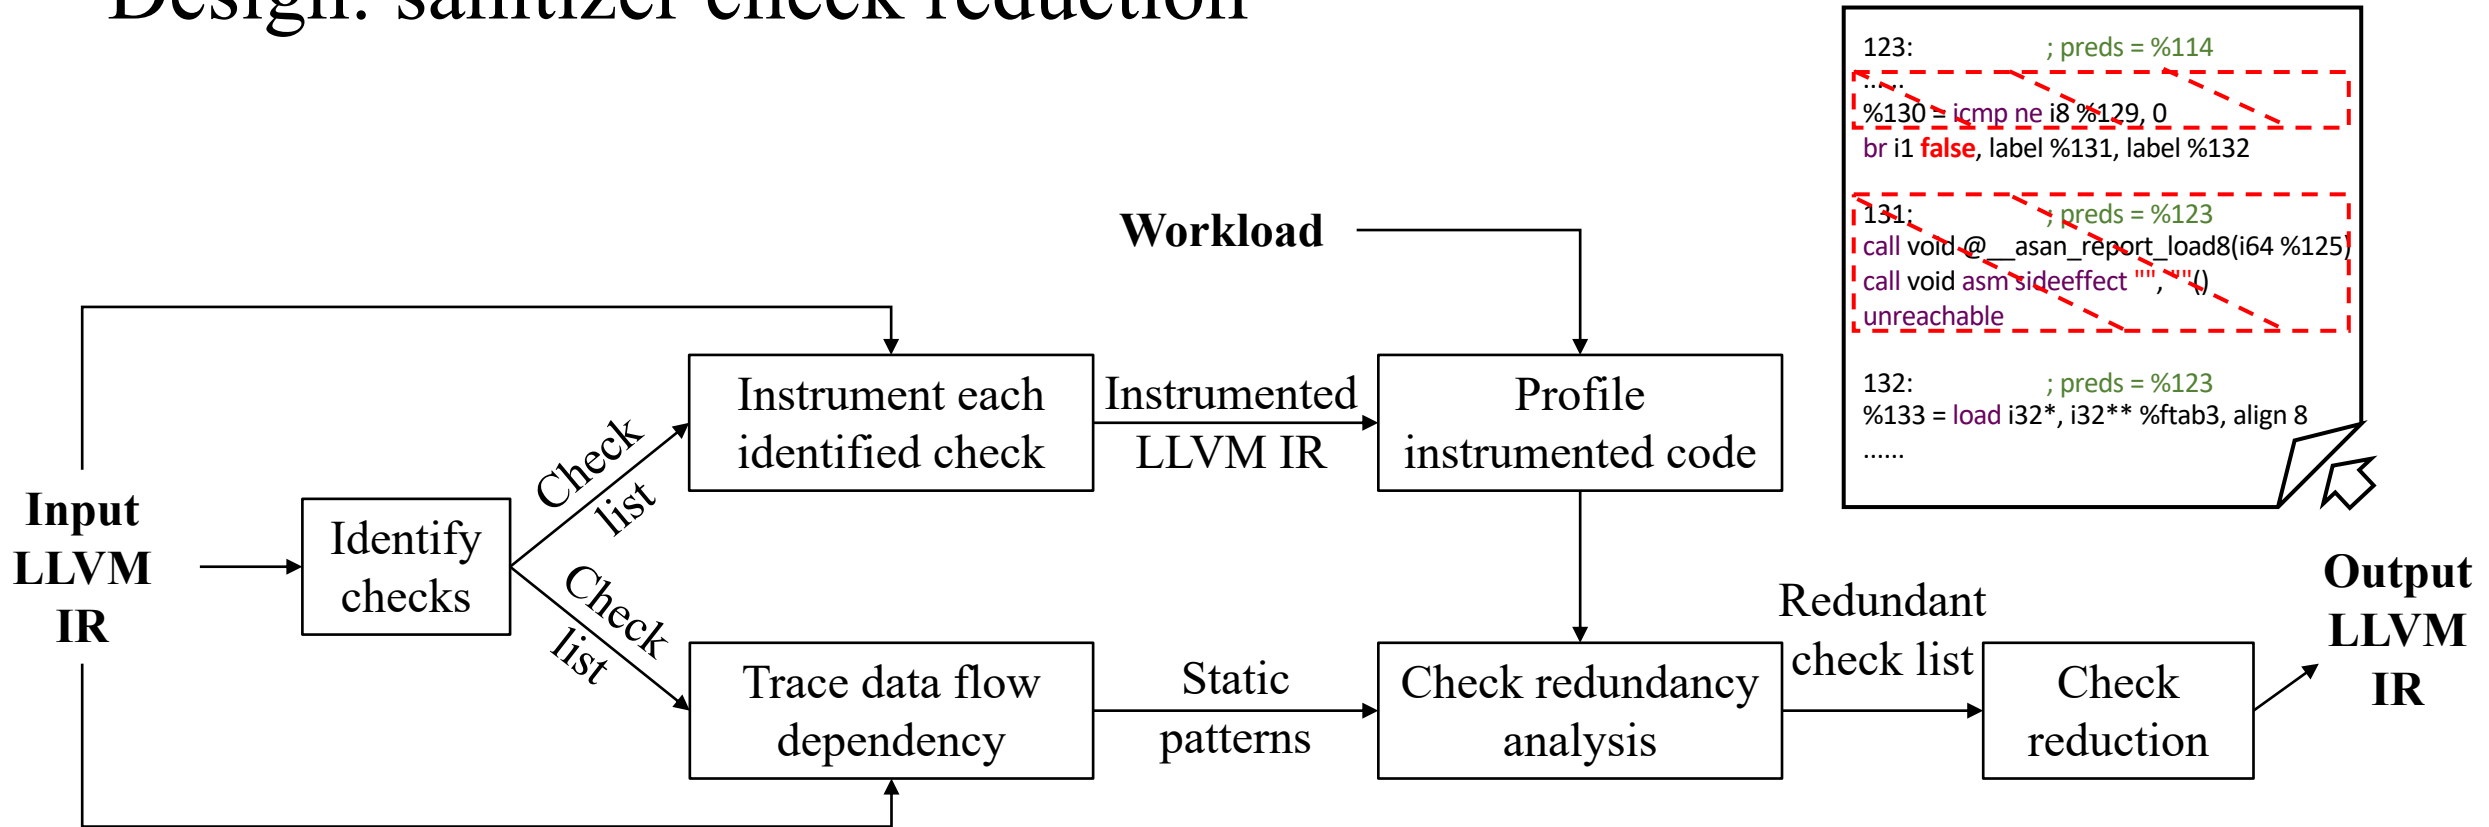 Design: sanitizer check reduction
123: ; preds = %114
......
%130 = icmp ne i8 %129, 0
br i1 false, label %131, label %132
131: ; preds = %123
call void @__asan_report_load8(i64 %125)
call void asm sideeffect "", ""()
unreachable
132: ; preds = %123
%133 = load i32*, i32** %ftab3, align 8
......
Workload
Input
LLVM
IR
Identify
checks
Check
list
Check
list
Instrument each
identified check
Instrumented
LLVM IR
Profile
instrumented code
Trace data flow
dependency
Static
patterns
Check redundancy
analysis
Redundant
check list
Check
reduction
Output
LLVM
IR